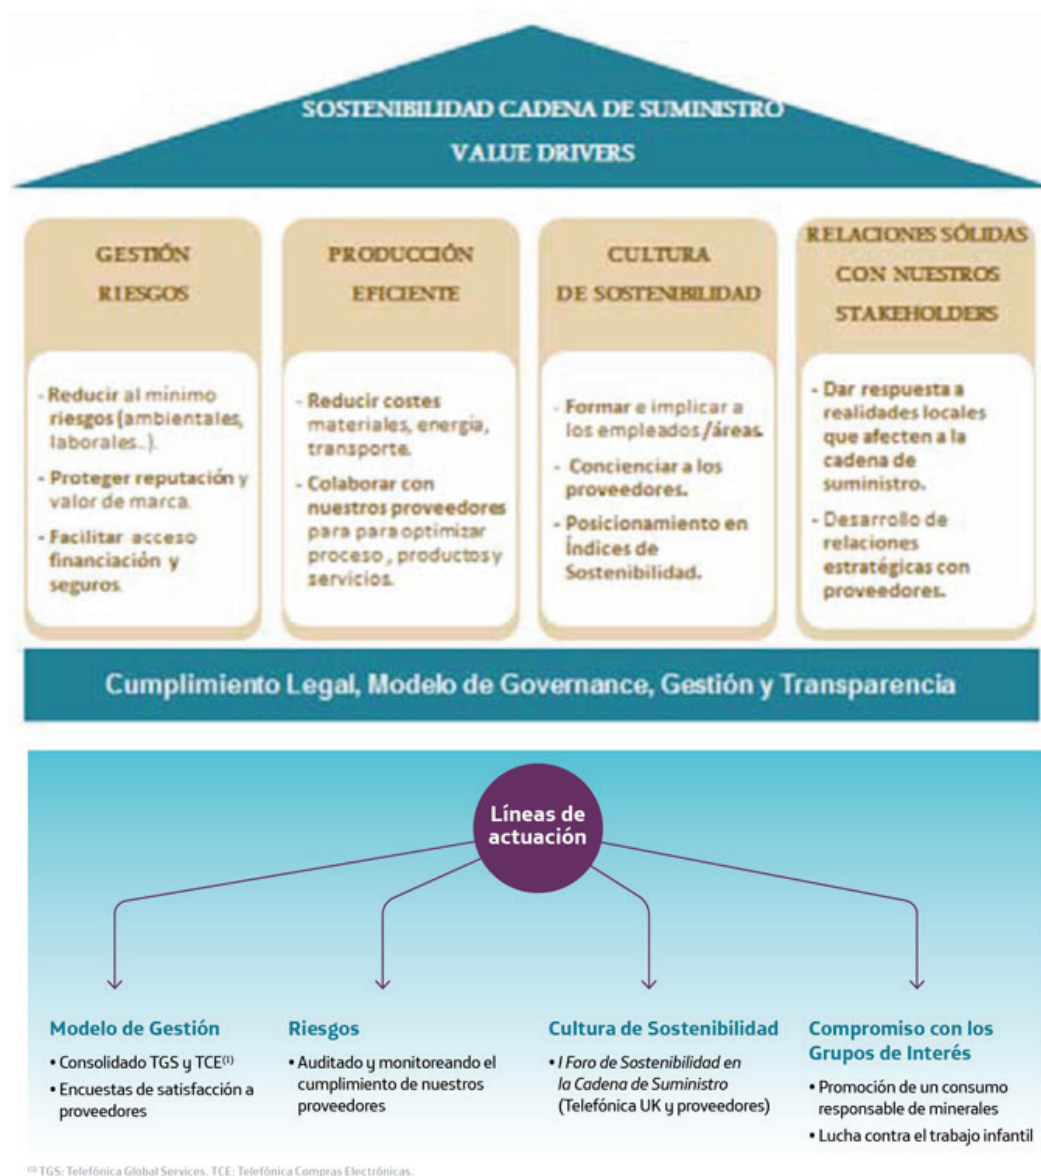 SOSTENIBILIDAD CADENA DE SUMINISTRO
VALUE DRIVERS
GESTIÓN
RIESGOS
- Reducir al mínimo
riesgos (ambientales,
laborales...).
- Proteger reputación y
valor de marca.
- Facilitar acceso
financiación y
seguros.
PRODUCCIÓN
EFICIENTE
- Reducir costes
materiales, energía,
transporte.
- Colaborar con
nuestros proveedores
para para optimizar
proceso , productos y
servicios.
CULTURA
DE SOSTENIBILIDAD
- Formar e implicar a
los empleados/áreas.
- Concienciar a los
proveedores.
- Posicionamiento en
Índices de
Sostenibilidad.
RELACIONES SÓLIDAS
CON NUESTROS
STAKEHOLDERS
- Dar respuesta a
realidades locales
que afecten a la
cadena de
suministro.
- Desarrollo de
relaciones
estratégicas con
proveedores.
Cumplimiento Legal, Modelo de Governance, Gestión y Transparencia
Líneas de
actuación
Modelo de Gestión
• Consolidado TGS y TCE(1)
• Encuestas de satisfacción a
proveedores
Riesgos
• Auditado y monitoreando el
cumplimiento de nuestros
proveedores
Cultura de Sostenibilidad
• I Foro de Sostenibilidad en
la Cadena de Suministro
(Telefónica UK y proveedores)
Compromiso con los
Grupos de Interés
• Promoción de un consumo
responsable de minerales
• Lucha contra el trabajo infantil
(1) TGS: Telefónica Global Services. TCE: Telefónica Compras Electrónicas.